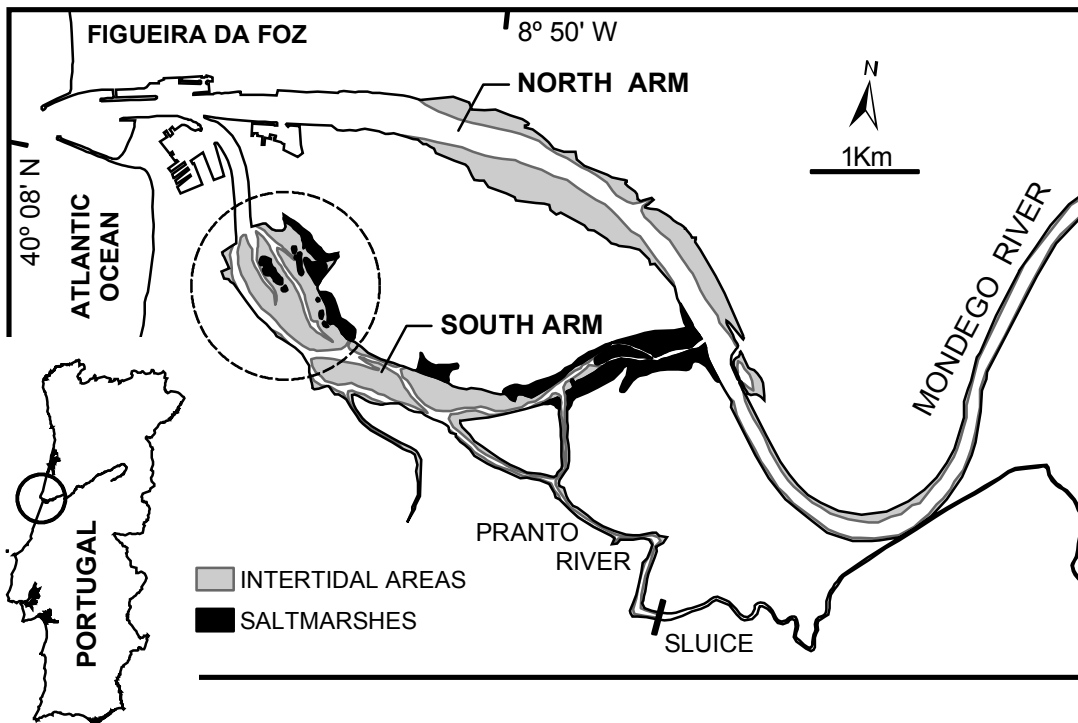 FIGUEIRA DA FOZ
8º 50' W
NORTH ARM
N
1Km
40º 08' N
ATLANTIC
OCEAN
MONDEGO RIVER
SOUTH ARM
PRANTO
RIVER
PORTUGAL
INTERTIDAL AREAS
SALTMARSHES
SLUICE